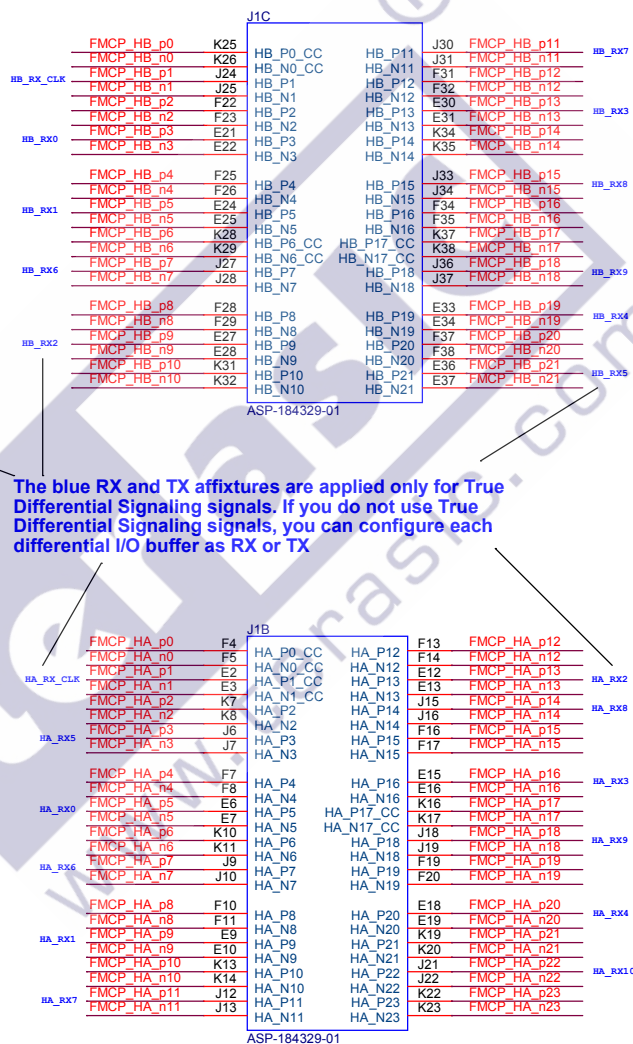 J1C
FMCP_HB_p0 K25 HB_P0_CC HB_P11 J30 FMCP_HB_p11
FMCP_HB_n0 K26 HB_N0_CC HB_N11 J31 FMCP_HB_n11 HB_RX7
HB_RX_CLK FMCP_HB_p1 J24 HB_P1 HB_P12 F31 FMCP_HB_p12
FMCP_HB_n1 J25 HB_N1 HB_N12 F32 FMCP_HB_n12
FMCP_HB_p2 F22 HB_P2 HB_P13 E30 FMCP_HB_p13
FMCP_HB_n2 F23 HB_N2 HB_N13 E31 FMCP_HB_n13 HB_RX3
HB_RX0 FMCP_HB_p3 E21 HB_P3 HB_P14 K34 FMCP_HB_p14
FMCP_HB_n3 E22 HB_N3 HB_N14 K35 FMCP_HB_n14
FMCP_HB_p4 F25 HB_P4 HB_P15 J33 FMCP_HB_p15
FMCP_HB_n4 F26 HB_N4 HB_N15 J34 FMCP_HB_n15 HB_RX8
HB_RX1 FMCP_HB_p5 E24 HB_P5 HB_P16 F34 FMCP_HB_p16
FMCP_HB_n5 E25 HB_N5 HB_N16 F35 FMCP_HB_n16
FMCP_HB_p6 K28 HB_P6_CC HB_P17_CC K37 FMCP_HB_p17
FMCP_HB_n6 K29 HB_N6_CC HB_N17_CC K38 FMCP_HB_n17
HB_RX6 FMCP_HB_p7 J27 HB_P7 HB_P18 J36 FMCP_HB_p18
FMCP_HB_n7 J28 HB_N7 HB_N18 J37 FMCP_HB_n18 HB_RX9
FMCP_HB_p8 F28 HB_P8 HB_P19 E33 FMCP_HB_p19
FMCP_HB_n8 F29 HB_N8 HB_N19 E34 FMCP_HB_n19 HB_RX4
HB_RX2 FMCP_HB_p9 E27 HB_P9 HB_P20 F37 FMCP_HB_p20
FMCP_HB_n9 E28 HB_N9 HB_N20 F38 FMCP_HB_n20
FMCP_HB_p10 K31 HB_P10 HB_P21 E36 FMCP_HB_p21
FMCP_HB_n10 K32 HB_N10 HB_N21 E37 FMCP_HB_n21 HB_RX5
ASP-184329-01
The blue RX and TX affixtures are applied only for True
Differential Signaling signals. If you do not use True
Differential Signaling signals, you can configure each
differential I/O buffer as RX or TX
J1B
FMCP_HA_p0 F4 HA_P0_CC HA_P12 F13 FMCP_HA_p12
FMCP_HA_n0 F5 HA_N0_CC HA_N12 F14 FMCP_HA_n12
HA_RX_CLK FMCP_HA_p1 E2 HA_P1_CC HA_P13 E12 FMCP_HA_p13 HA_RX2
FMCP_HA_n1 E3 HA_N1_CC HA_N13 E13 FMCP_HA_n13
FMCP_HA_p2 K7 HA_P2 HA_P14 J15 FMCP_HA_p14
FMCP_HA_n2 K8 HA_N2 HA_N14 J16 FMCP_HA_n14 HA_RX8
HA_RX5 FMCP_HA_p3 J6 HA_P3 HA_P15 F16 FMCP_HA_p15
FMCP_HA_n3 J7 HA_N3 HA_N15 F17 FMCP_HA_n15
FMCP_HA_p4 F7 HA_P4 HA_P16 E15 FMCP_HA_p16
FMCP_HA_n4 F8 HA_N4 HA_N16 E16 FMCP_HA_n16 HA_RX3
HA_RX0 FMCP_HA_p5 E6 HA_P5 HA_P17_CC K16 FMCP_HA_p17
FMCP_HA_n5 E7 HA_N5 HA_N17_CC K17 FMCP_HA_n17
FMCP_HA_p6 K10 HA_P6 HA_P18 J18 FMCP_HA_p18
FMCP_HA_n6 K11 HA_N6 HA_N18 J19 FMCP_HA_n18 HA_RX9
HA_RX6 FMCP_HA_p7 J9 HA_P7 HA_P19 F19 FMCP_HA_p19
FMCP_HA_n7 J10 HA_N7 HA_N19 F20 FMCP_HA_n19
FMCP_HA_p8 F10 HA_P8 HA_P20 E18 FMCP_HA_p20
FMCP_HA_n8 F11 HA_N8 HA_N20 E19 FMCP_HA_n20 HA_RX4
HA_RX1 FMCP_HA_p9 E9 HA_P9 HA_P21 K19 FMCP_HA_p21
FMCP_HA_n9 E10 HA_N9 HA_N21 K20 FMCP_HA_n21
FMCP_HA_p10 K13 HA_P10 HA_P22 J21 FMCP_HA_p22
FMCP_HA_n10 K14 HA_N10 HA_N22 J22 FMCP_HA_n22 HA_RX10
HA_RX7 FMCP_HA_p11 J12 HA_P11 HA_P23 K22 FMCP_HA_p23
FMCP_HA_n11 J13 HA_N11 HA_N23 K23 FMCP_HA_n23
ASP-184329-01
www.terasic.com